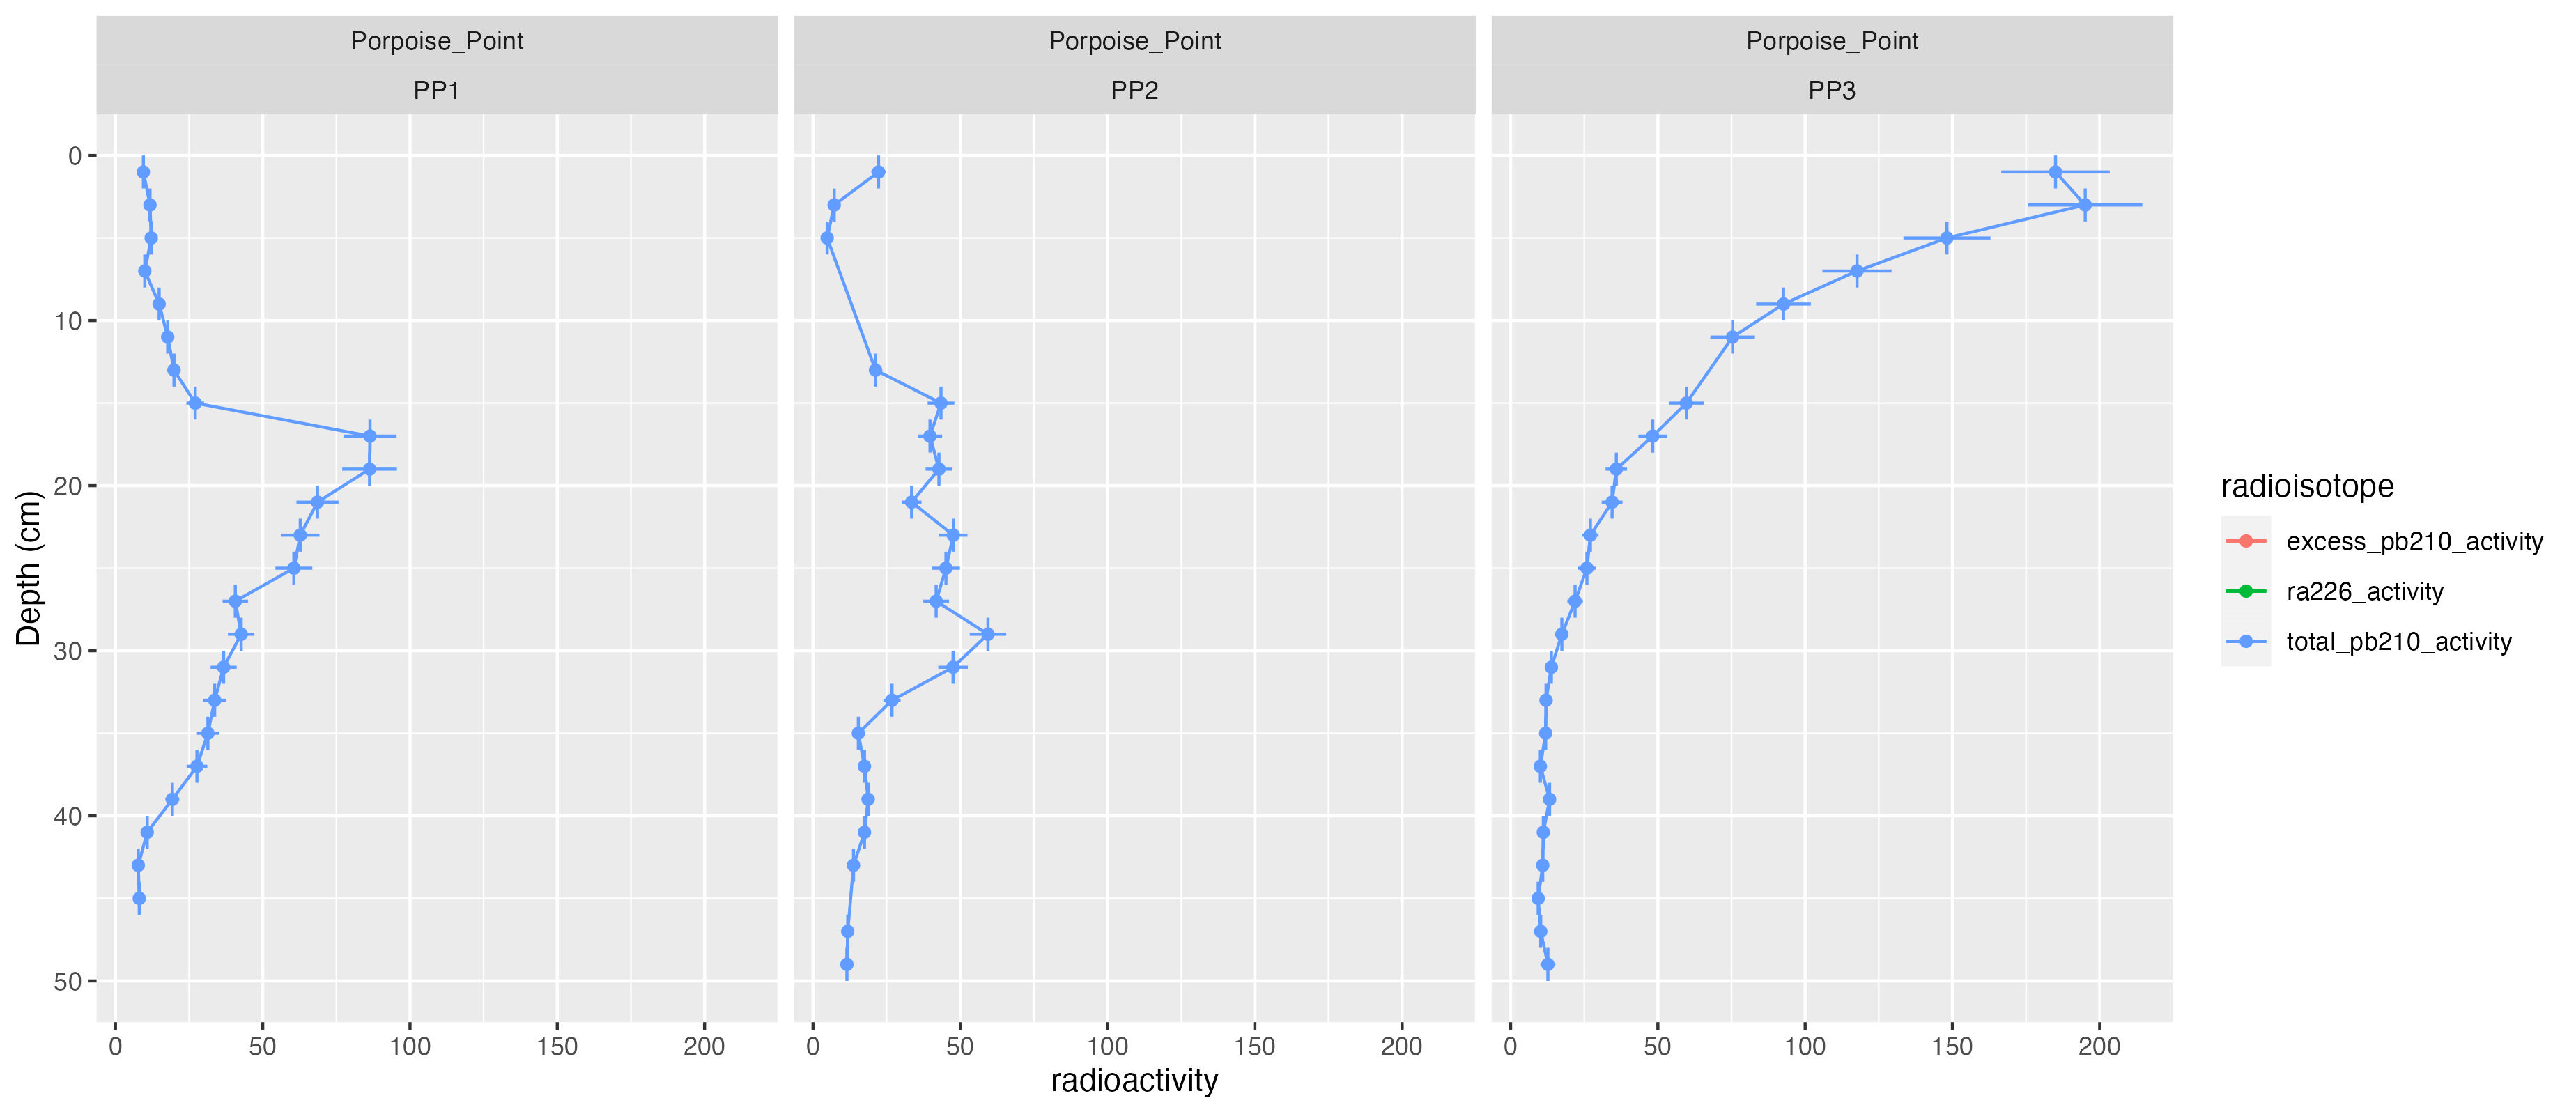 Porpoise_Point Porpoise_Point Porpoise_Point
PP1 PP2 PP3
0
10
20
30
40
50
Depth (cm)
0 50 100 150 200 0 50 100 150 200 0 50 100 150 200
radioactivity
radioisotope
excess_pb210_activity
ra226_activity
total_pb210_activity